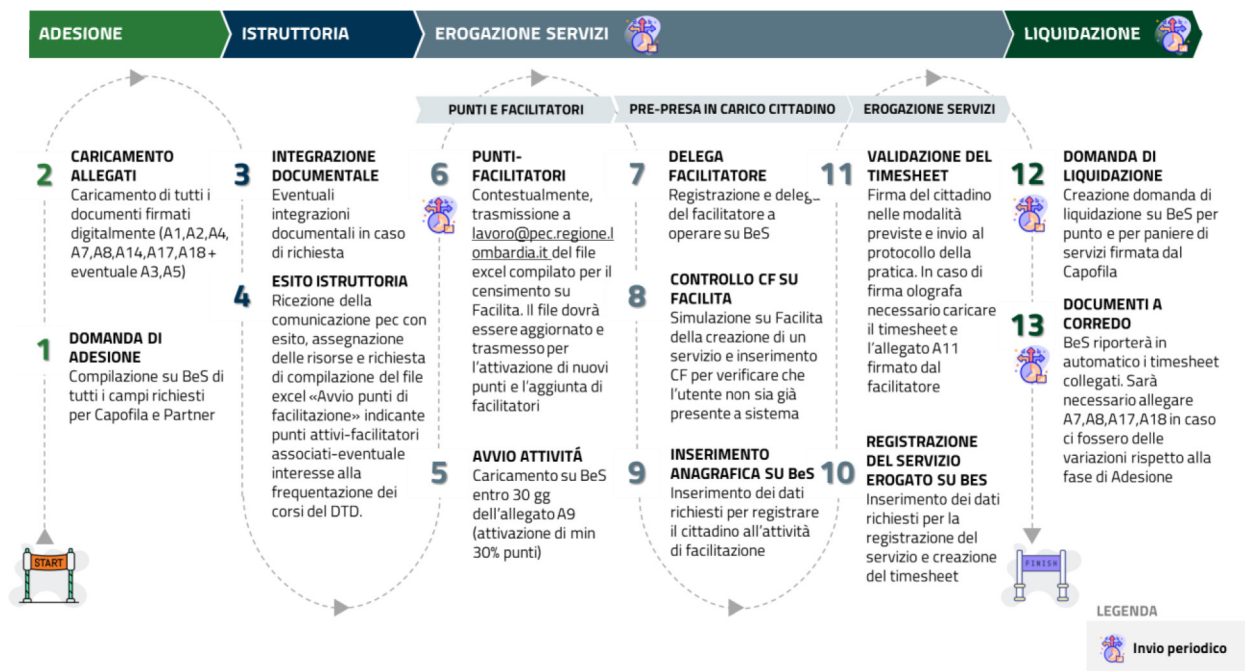 ADESIONE
ISTRUTTORIA
EROGAZIONE SERVIZI
LIQUIDAZIONE
PUNTI E FACILITATORI
PRE-PRESA IN CARICO CITTADINO
EROGAZIONE SERVIZI
2
CARICAMENTO
ALLEGATI
Caricamento di tutti i
documenti firmati
digitalmente (A1,A2,A4,
A7,A8,A14,A17,A18 +
eventuale A3,A5)
1
DOMANDA DI
ADESIONE
Compilazione su BeS di
tutti i campi richiesti
per Capofila e Partner
START
3
INTEGRAZIONE
DOCUMENTALE
Eventuali
integrazioni
documentali in caso
di richiesta
4
ESITO ISTRUTTORIA
Ricezione della
comunicazione pec con
esito, assegnazione
delle risorse e richiesta
di compilazione del file
excel «Avvio punti di
facilitazione» indicante
punti attivi-facilitatori
associati-eventuale
interesse alla
frequentazione dei
corsi del DTD.
6
PUNTI-
FACILITATORI
Contestualmente,
trasmissione a
lavoro@pec.regione.l
ombardia.it del file
excel compilato per il
censimento su
Facilita. Il file dovrà
essere aggiornato e
trasmesso per
l'attivazione di nuovi
punti e l'aggiunta di
facilitatori
5
AVVIO ATTIVITÁ
Caricamento su BeS
entro 30 gg
dell'allegato A9
(attivazione di min
30% punti)
7
DELEGA
FACILITATORE
Registrazione e
del facilitatore a
operare su BeS
8
CONTROLLO CF SU
FACILITA
Simulazione su Facilita
della creazione di un
servizio e inserimento
CF per verificare che
l'utente non sia già
presente a sistema
9
INSERIMENTO
ANAGRAFICA SU BeS
Inserimento dei dati
richiesti per registrare
il cittadino all'attività
di facilitazione
11
VALIDAZIONE DEL
TIMESHEET
Firma del cittadino
nelle modalità
previste e invio al
protocollo della
pratica. In caso di
firma olografa
necessario caricare
il timesheet e
l'allegato A11
firmato dal
facilitatore
10
REGISTRAZIONE
DEL SERVIZIO
EROGATO SU BES
Inserimento dei dati
richiesti per la
registrazione del
servizio e creazione
del timesheet
12
DOMANDA DI
LIQUIDAZIONE
Creazione domanda di
liquidazione su BeS per
punto e per paniere di
servizi firmata dal
Capofila
13
DOCUMENTI A
CORREDO
BeS riporterà in
automatico i timesheet
collegati. Sarà
necessario allegare
A7,A8,A17,A18 in caso
ci fossero delle
variazioni rispetto alla
fase di Adesione
FINISH
LEGENDA
Invio periodico